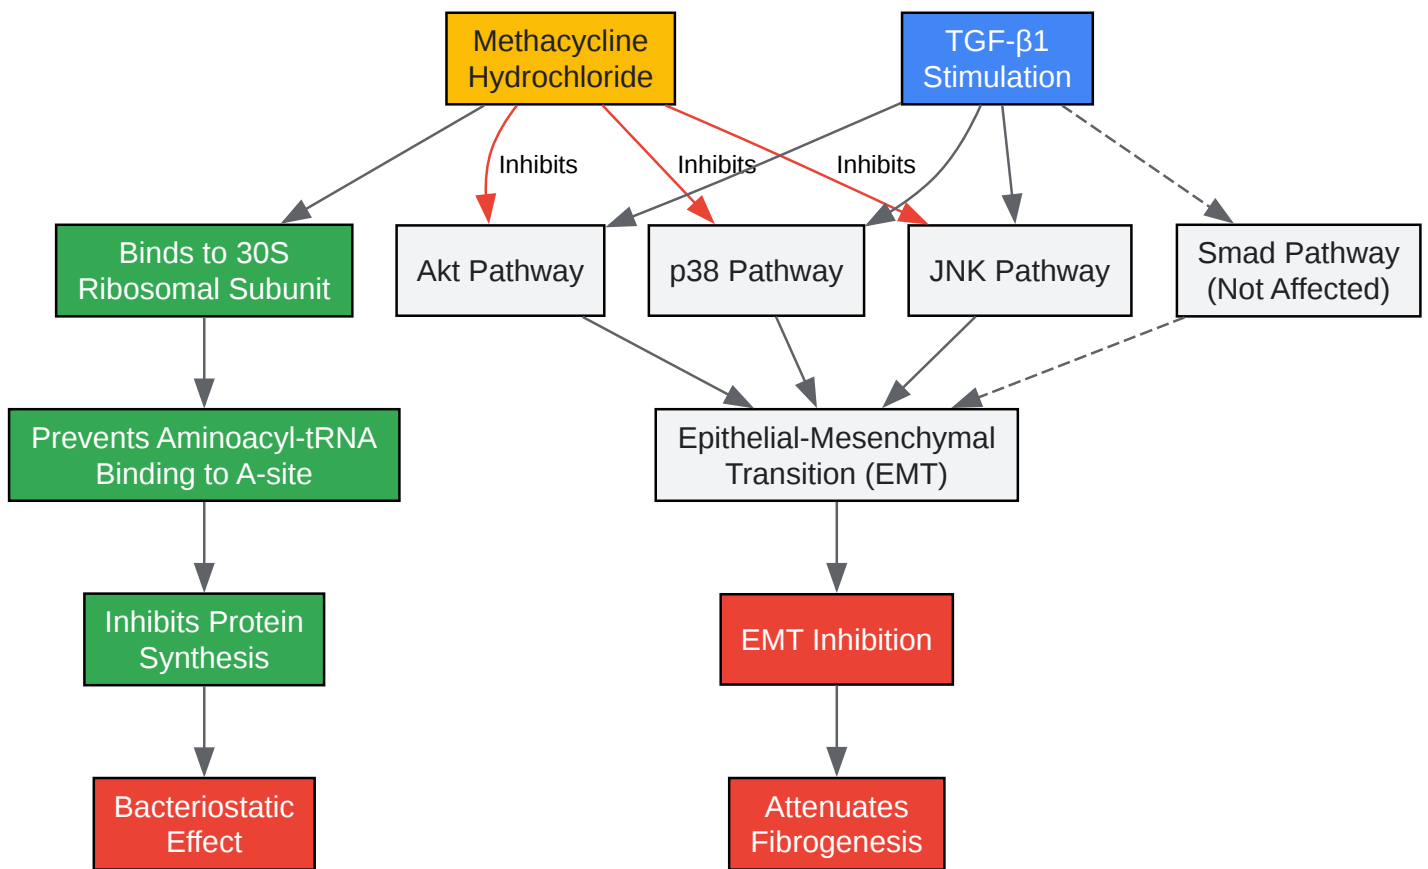 Methacycline
Hydrochloride
TGF-β1
Stimulation
Inhibits
Inhibits
Inhibits
Binds to 30S
Ribosomal Subunit
Akt Pathway
p38 Pathway
JNK Pathway
Smad Pathway
(Not Affected)
Prevents Aminoacyl-tRNA
Binding to A-site
Epithelial-Mesenchymal
Transition (EMT)
Inhibits Protein
Synthesis
EMT Inhibition
Bacteriostatic
Effect
Attenuates
Fibrogenesis